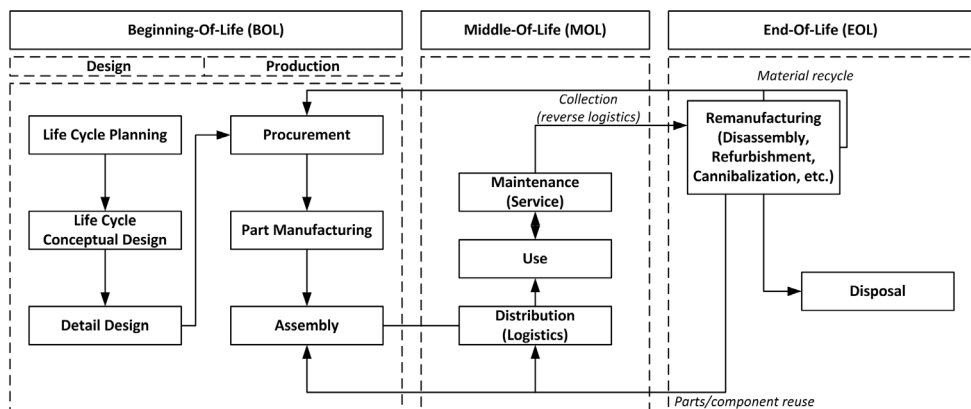 Beginning-Of-Life (BOL)
Middle-Of-Life (MOL)
End-Of-Life (EOL)
Design
Production
Material recycle
Collection
(reverse logistics)
Life Cycle Planning
Procurement
Remanufacturing
(Disassembly,
Refurbishment,
Cannibalization, etc.)
Maintenance
(Service)
Life Cycle
Conceptual Design
Part Manufacturing
Use
Disposal
Detail Design
Assembly
Distribution
(Logistics)
Parts/component reuse